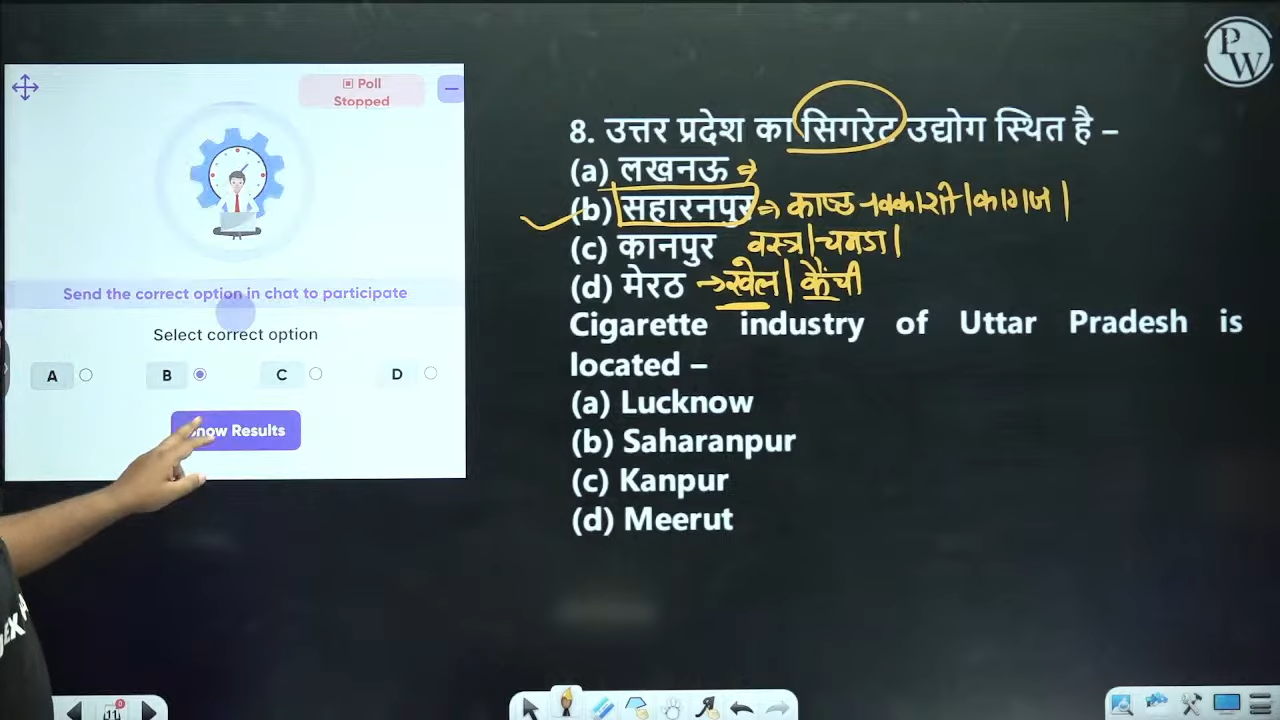 Poll
Stopped
Send the correct option in chat to participate
Select correct option
A B C D
Show Results
PW
8. उत्तर प्रदेश का सिगरेट उद्योग स्थित है –
(a) लखनऊ
(b) सहारनपुर → काष्ठ नक्काशी | कागज |
(c) कानपुर वस्त्र | चमडा |
(d) मेरठ → खेल | कैंची
Cigarette industry of Uttar Pradesh is
located –
(a) Lucknow
(b) Saharanpur
(c) Kanpur
(d) Meerut
11